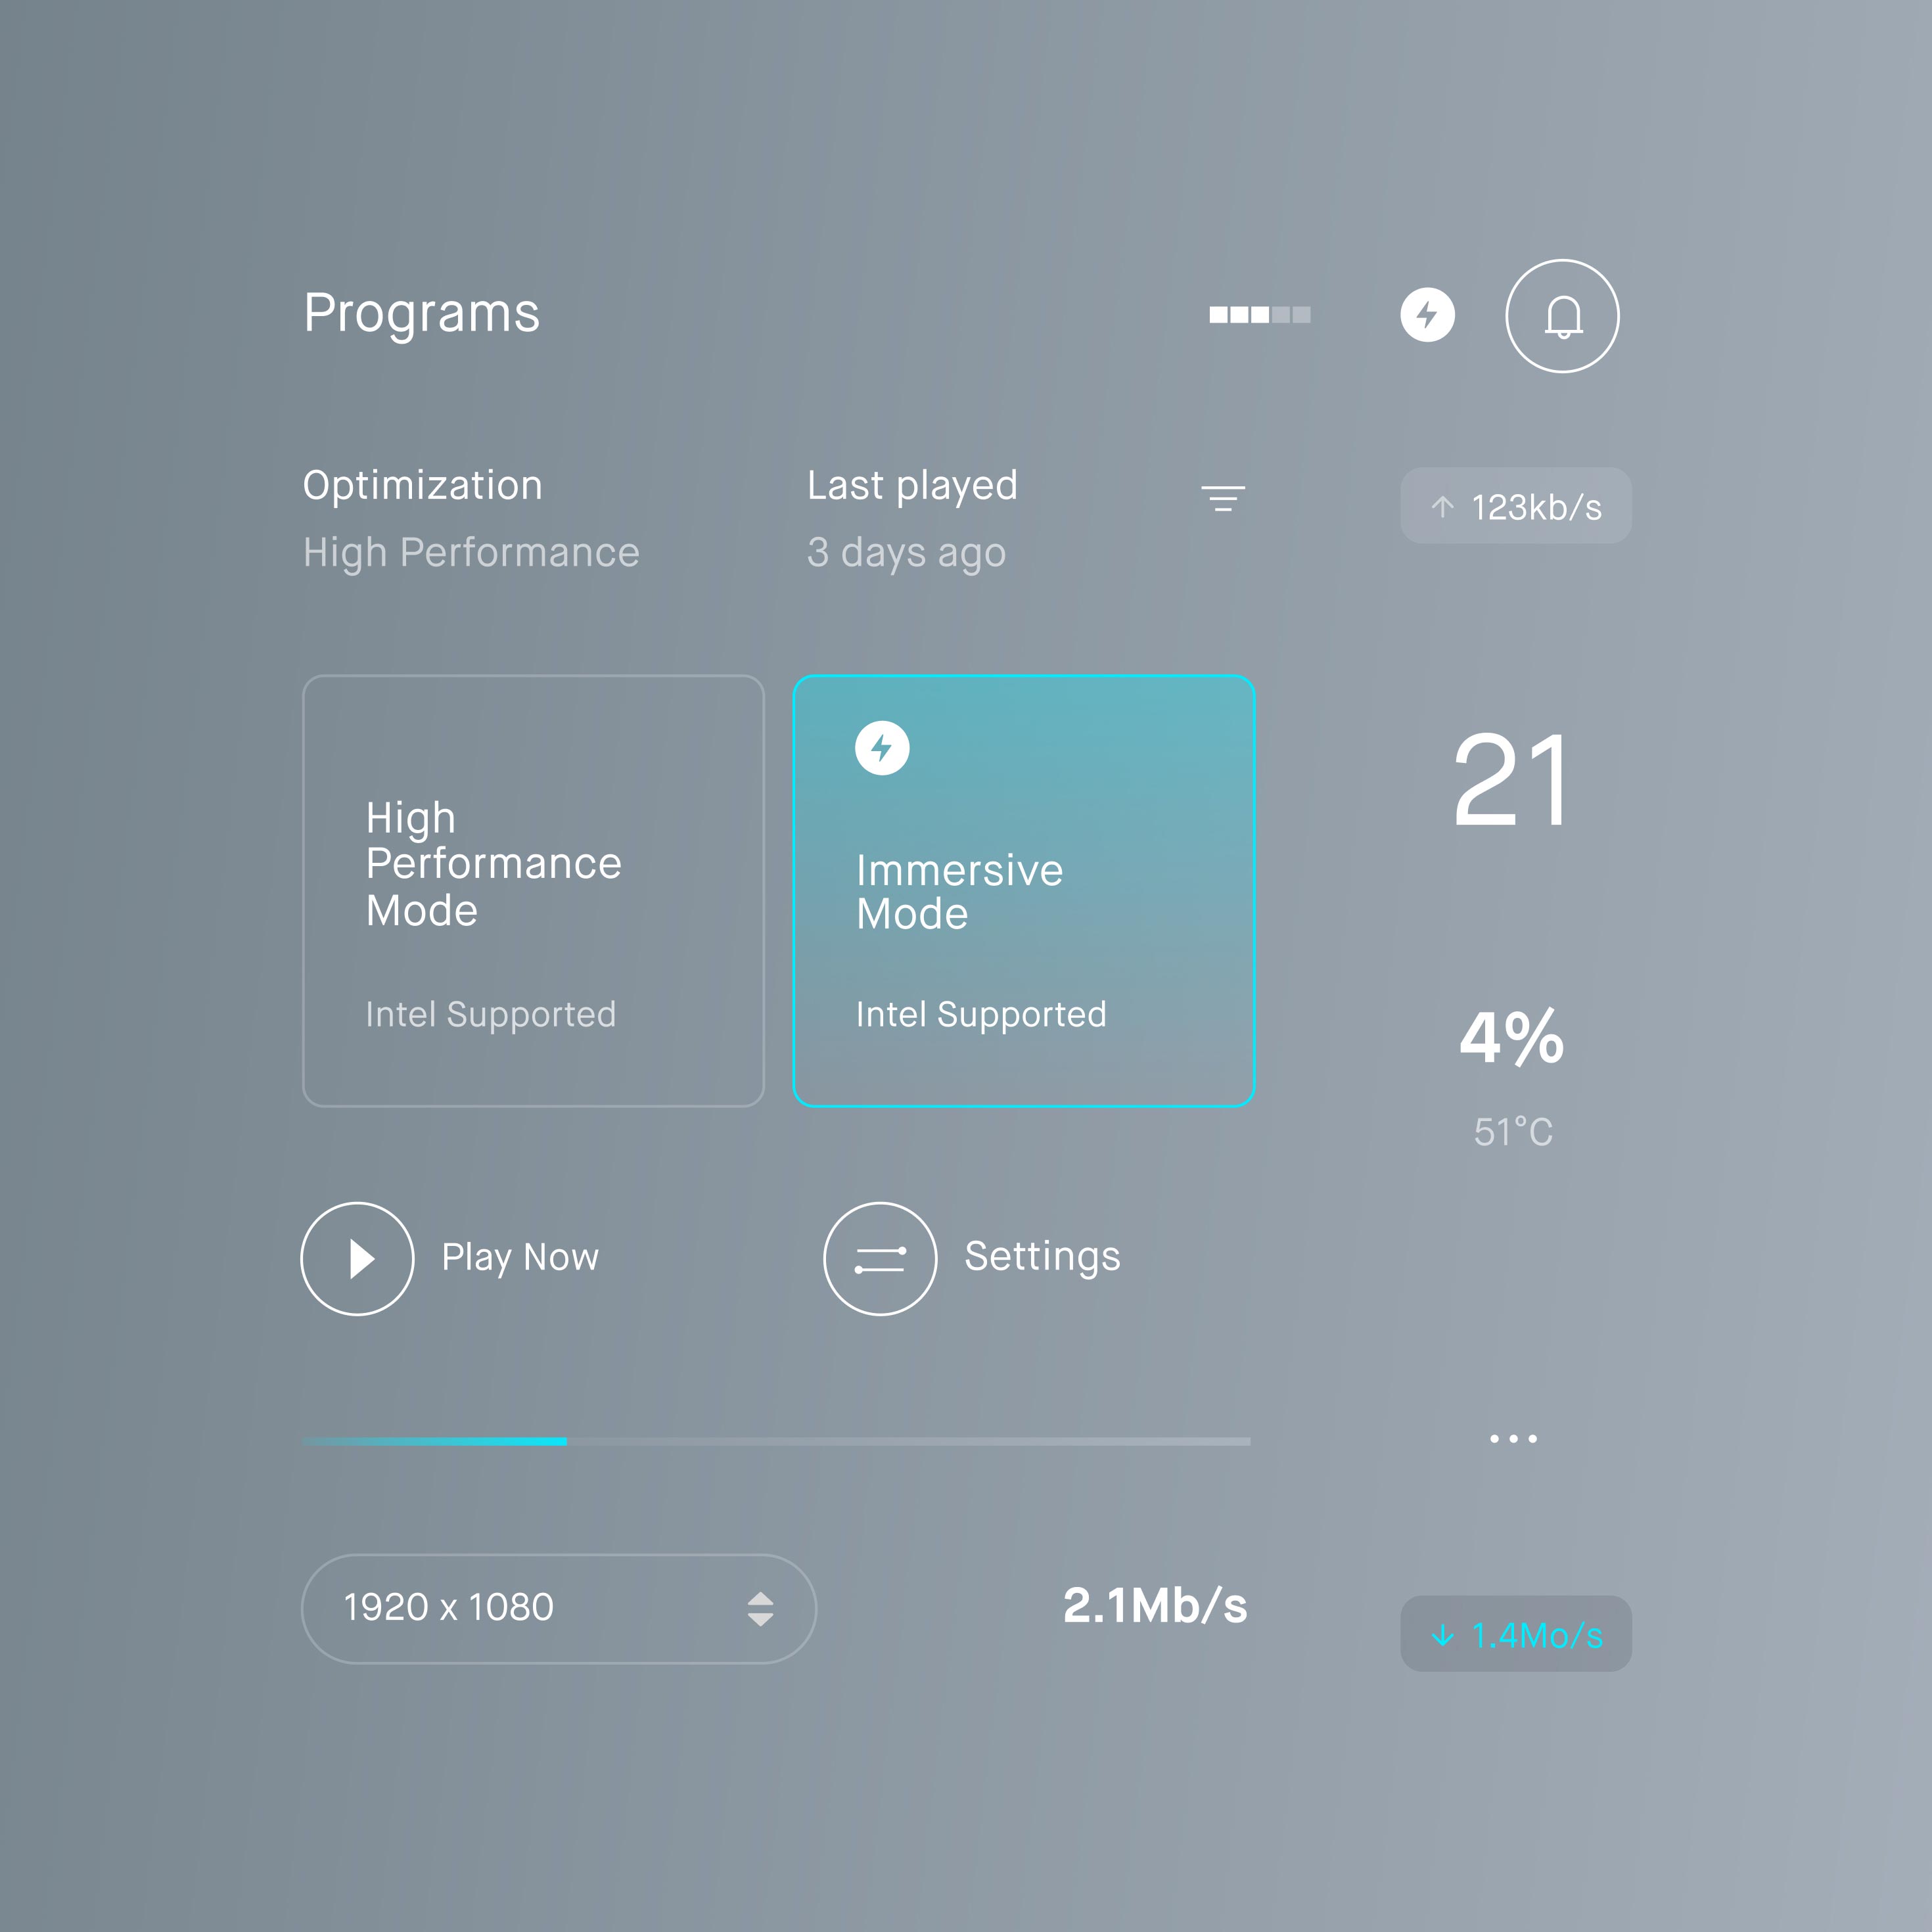 Programs
Optimization
High Performance
Last played
3 days ago
123kb/s
High
Performance
Mode
Intel Supported
Immersive
Mode
Intel Supported
21
4%
51°C
Play Now
Settings
1920 x 1080
2.1Mb/s
1.4Mo/s